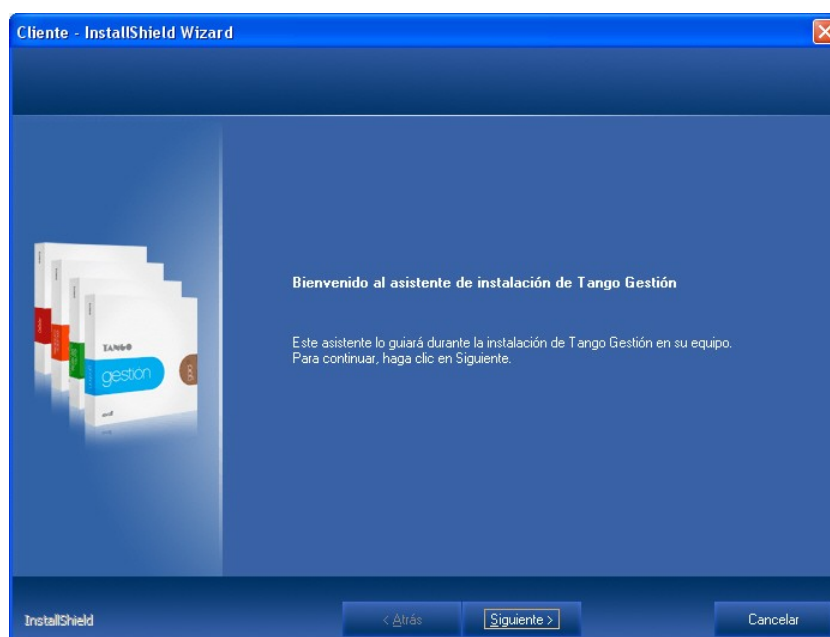 Cliente - InstallShield Wizard
Bienvenido al asistente de instalación de Tango Gestión
Este asistente lo guiará durante la instalación de Tango Gestión en su equipo.
Para continuar, haga clic en Siguiente.
TANGO
gestión
InstallShield
< Atrás
Siguiente >
Cancelar